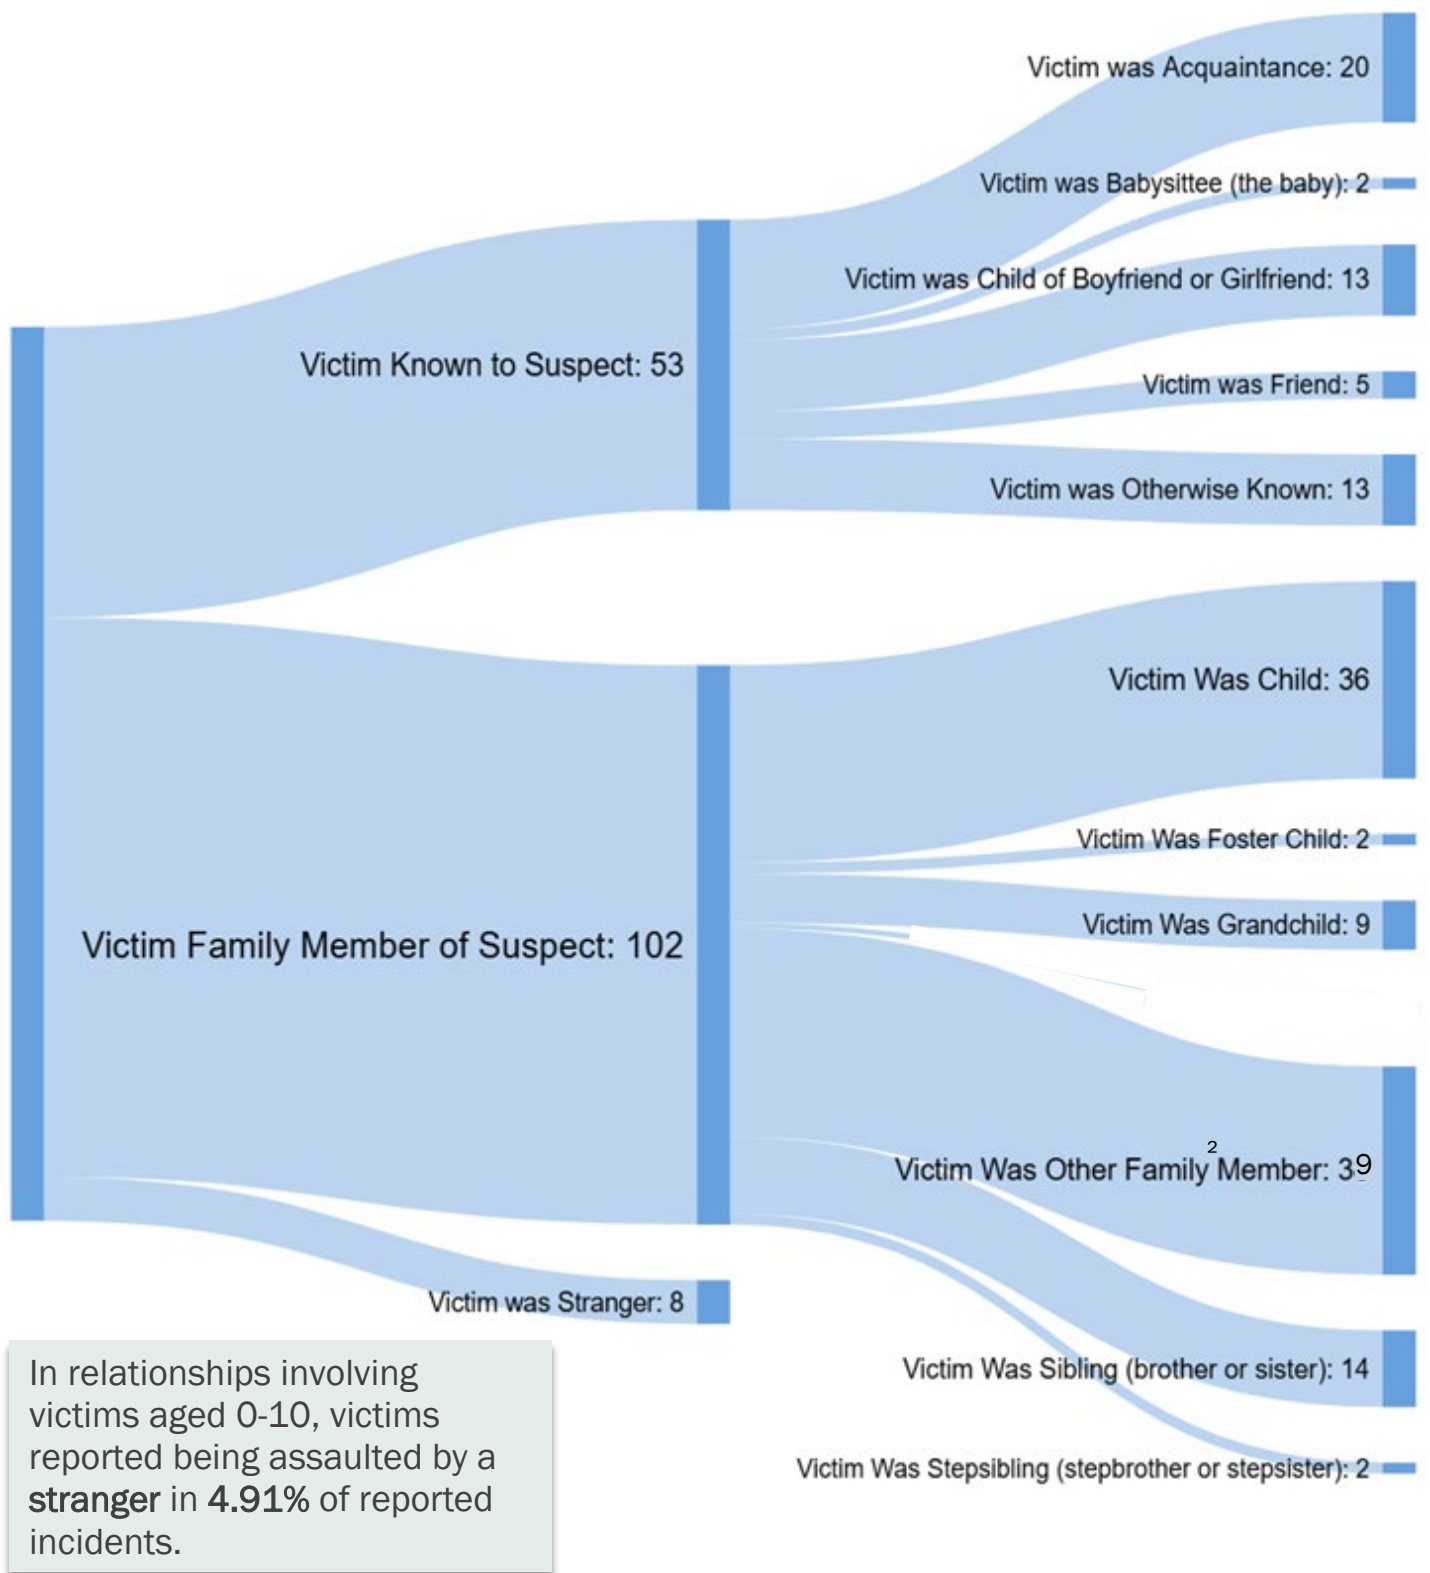 Victim was Acquaintance: 20
Victim was Babysittee (the baby): 2
Victim was Child of Boyfriend or Girlfriend: 13
Victim Known to Suspect: 53
Victim was Friend: 5
Victim was Otherwise Known: 13
Victim Was Child: 36
Victim Was Foster Child: 2
Victim Was Grandchild: 9
Victim Family Member of Suspect: 102
Victim Was Other Family² Member: 39
Victim was Stranger: 8
Victim Was Sibling (brother or sister): 14
Victim Was Stepsibling (stepbrother or stepsister): 2
In relationships involving
victims aged 0-10, victims
reported being assaulted by a
stranger in 4.91% of reported
incidents.